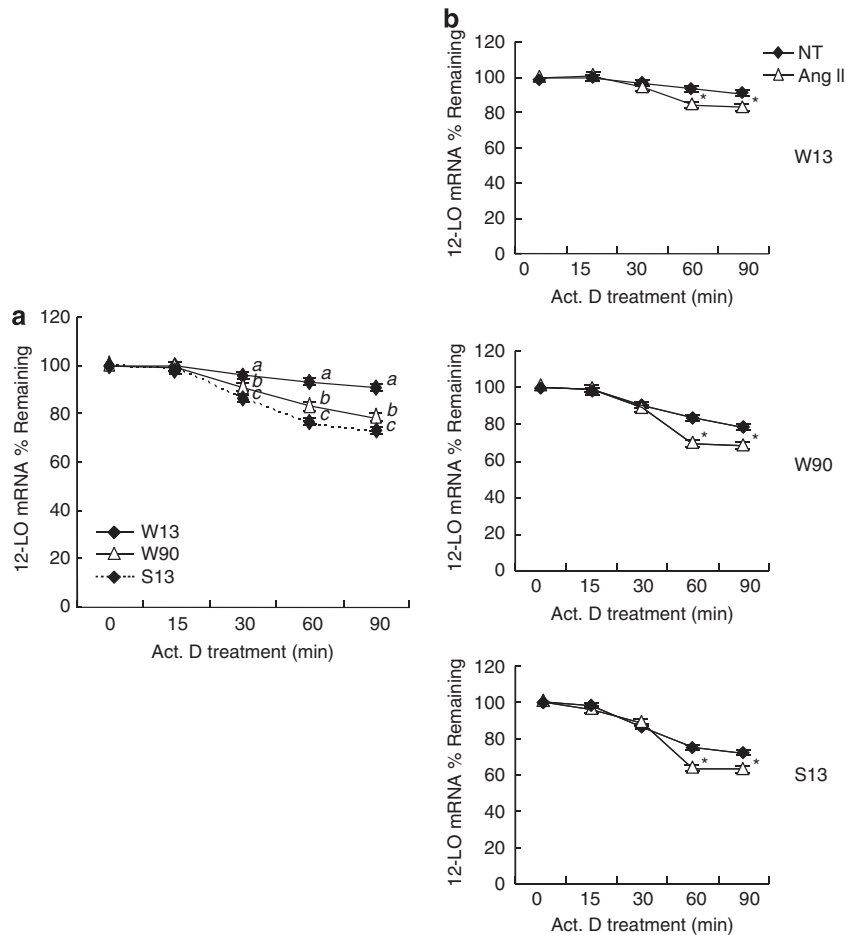 b
12-LO mRNA % Remaining
120
100
80
60
40
20
0
0 15 30 60 90
Act. D treatment (min)
NT
Ang II
*
*
W13
a
12-LO mRNA % Remaining
120
100
80
60
40
20
0
0 15 30 60 90
Act. D treatment (min)
a
b
c
a
b
c
a
b
c
W13
W90
S13
12-LO mRNA % Remaining
120
100
80
60
40
20
0
0 15 30 60 90
Act. D treatment (min)
*
*
W90
12-LO mRNA % Remaining
120
100
80
60
40
20
0
0 15 30 60 90
Act. D treatment (min)
*
*
S13